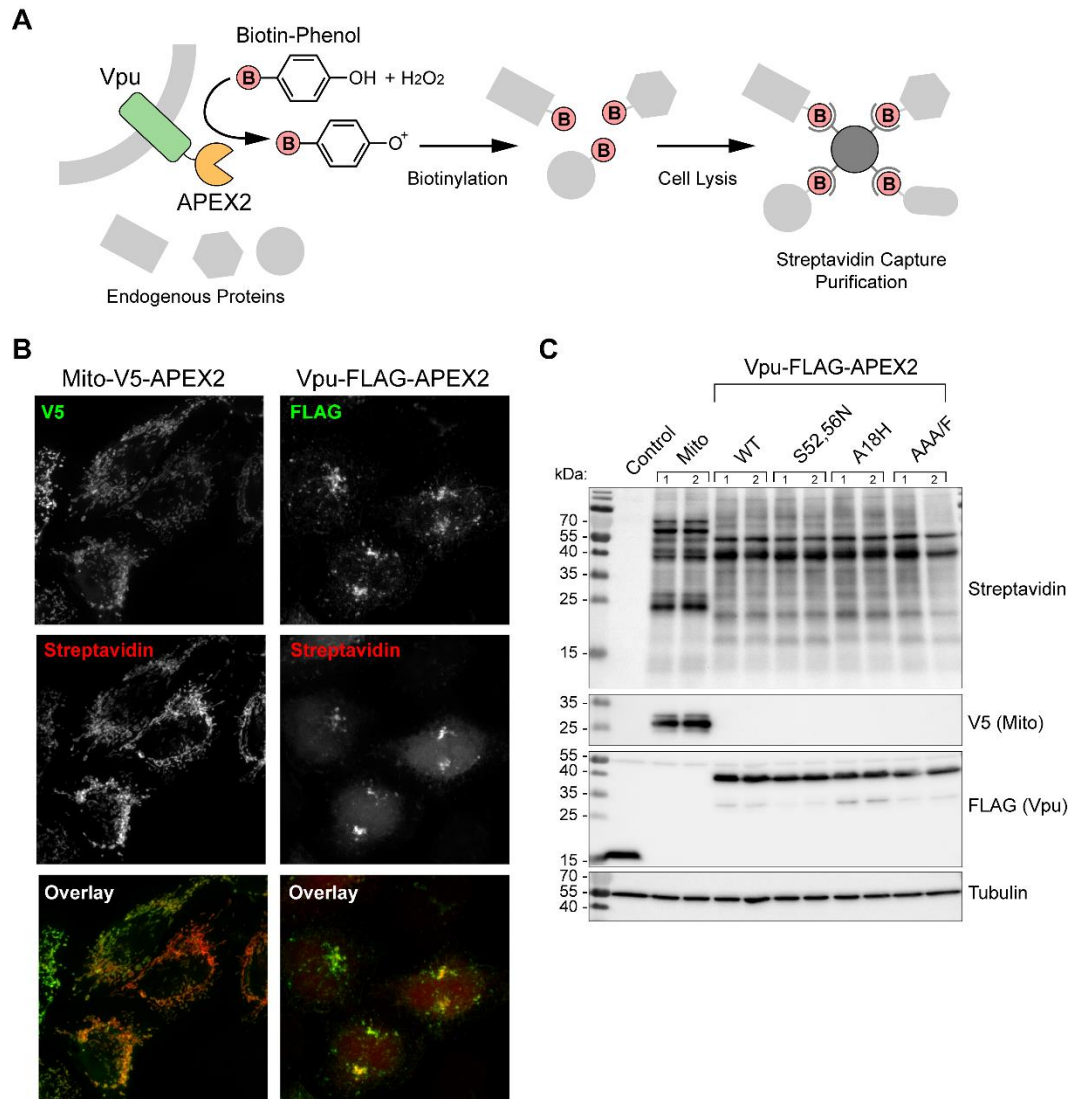 A
Biotin-Phenol
Vpu
B
OH + H2O2
B
O+
APEX2
Endogenous Proteins
Biotinylation
B
B
B
Cell Lysis
B
B
B
B
Streptavidin Capture
Purification
B
Mito-V5-APEX2
Vpu-FLAG-APEX2
V5
FLAG
Streptavidin
Streptavidin
Overlay
Overlay
C
Vpu-FLAG-APEX2
Control
Mito
WT
S52,56N
A18H
AAA/F
kDa:
1 2 1 2 1 2 1 2 1 2
70 -
55 -
40 -
35 -
25 -
15 -
Streptavidin
35 -
25 -
V5 (Mito)
55 -
40 -
35 -
25 -
15 -
FLAG (Vpu)
70 -
55 -
40 -
Tubulin